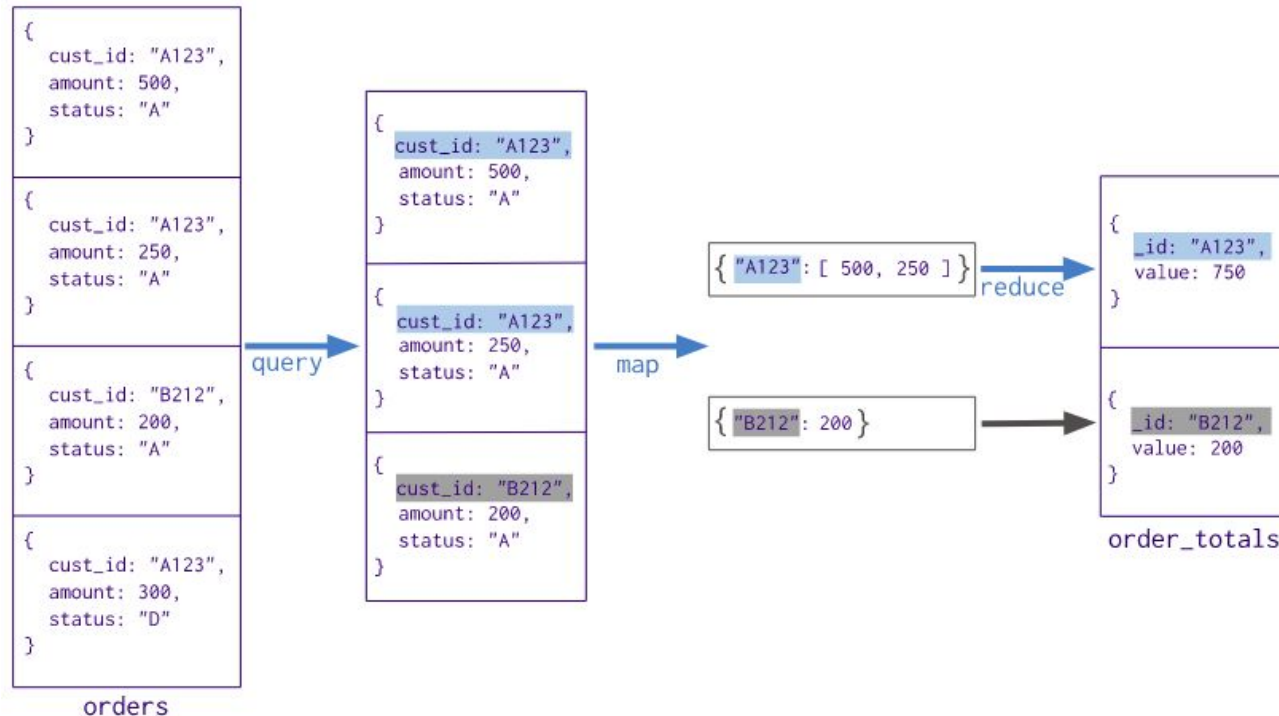 {
cust_id: "A123",
amount: 500,
status: "A"
}
{
cust_id: "A123",
amount: 250,
status: "A"
}
{
cust_id: "B212",
amount: 200,
status: "A"
}
{
cust_id: "A123",
amount: 300,
status: "D"
}
orders
query
{
cust_id: "A123",
amount: 500,
status: "A"
}
{
cust_id: "A123",
amount: 250,
status: "A"
}
{
cust_id: "B212",
amount: 200,
status: "A"
}
map
{ "A123": [ 500, 250 ] }
reduce
{ "B212": 200 }
{
_id: "A123",
value: 750
}
{
_id: "B212",
value: 200
}
order_totals